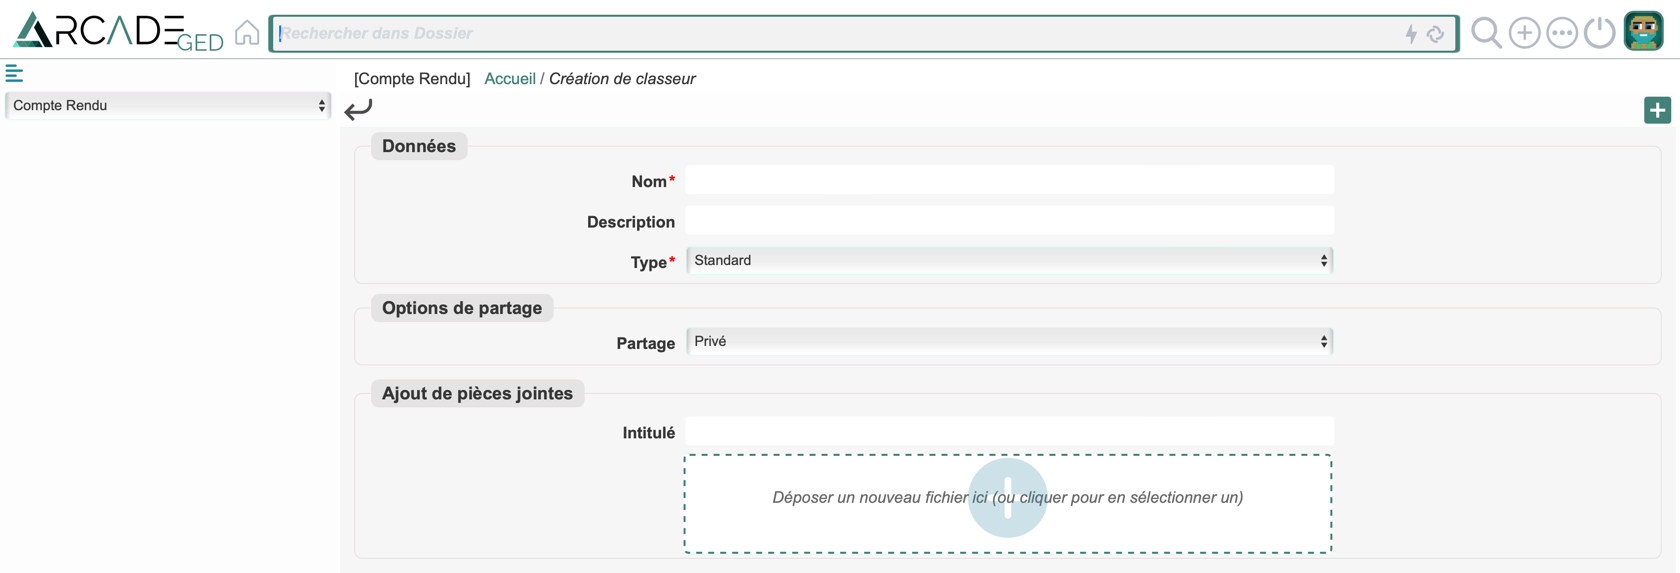 ARCADE GED
Rechercher dans Dossier
[Compte Rendu] Accueil / Création de classeur
Compte Rendu
Données
Nom*
Description
Type* Standard
Options de partage
Partage Privé
Ajout de pièces jointes
Intitulé
Déposer un nouveau fichier ici (ou cliquer pour en sélectionner un)